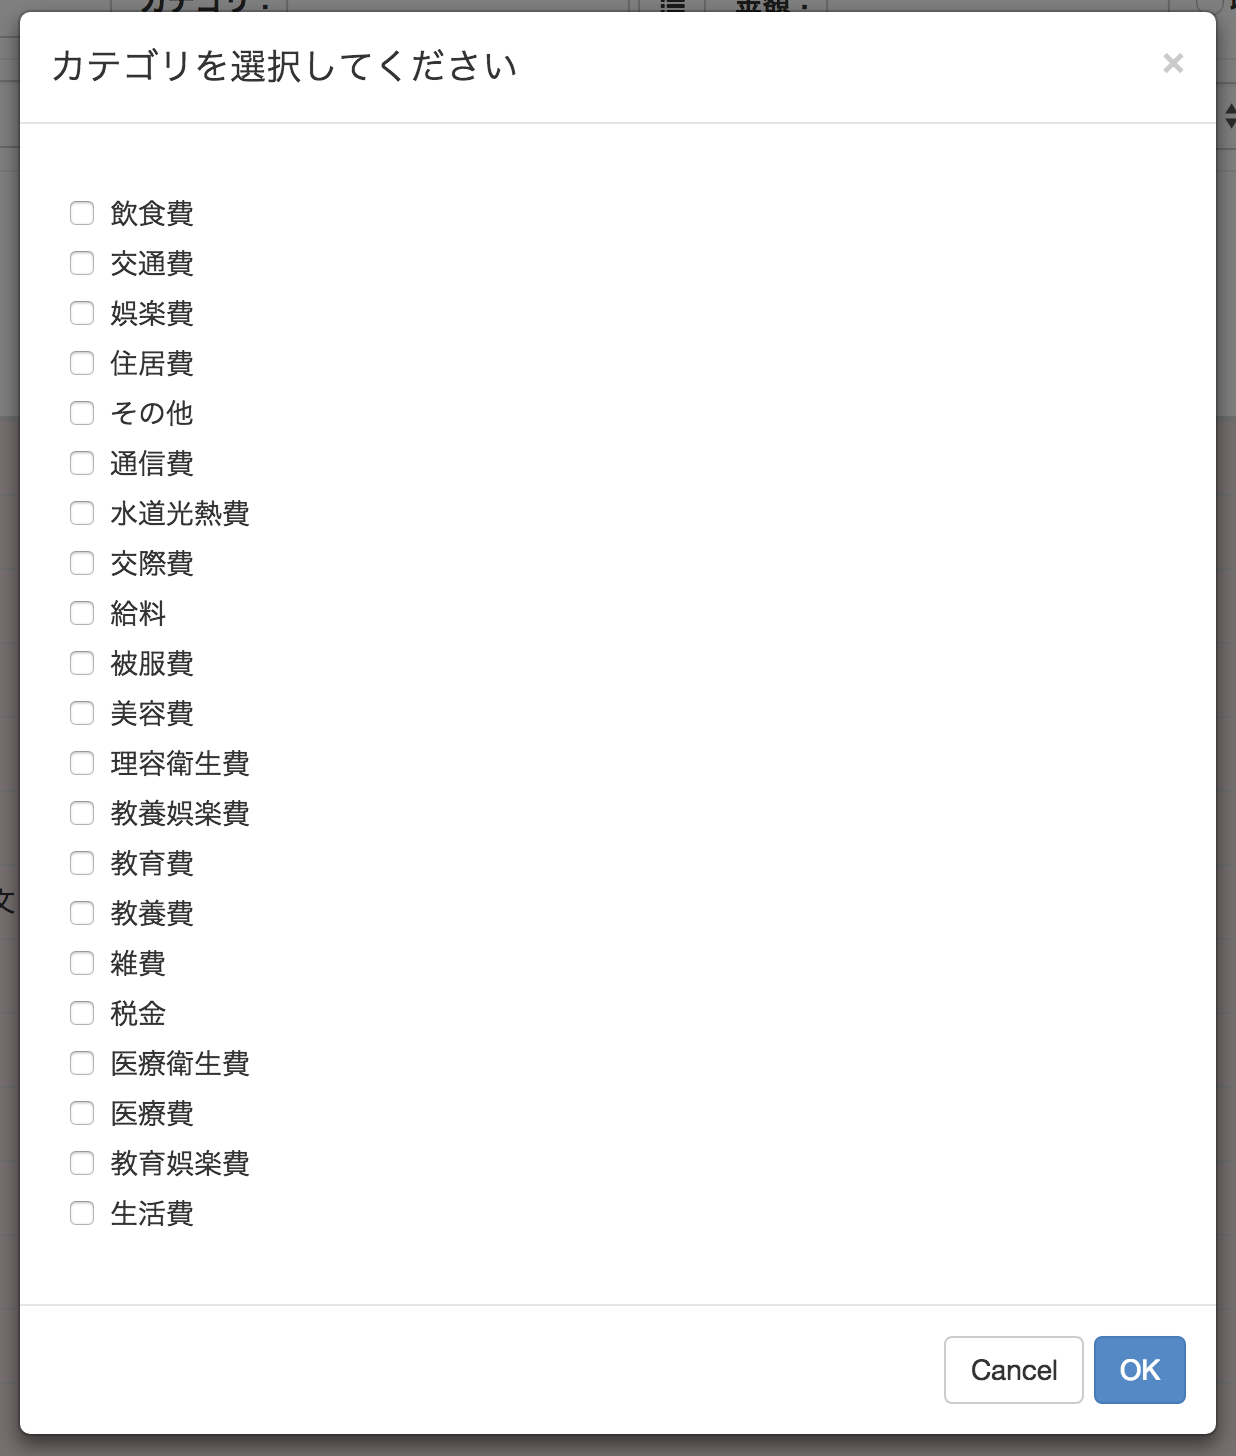 カテゴリを選択してください
×
飲食費
交通費
娯楽費
住居費
その他
通信費
水道光熱費
交際費
給料
被服費
美容費
理容衛生費
教養娯楽費
教育費
教養費
雑費
税金
医療衛生費
医療費
教育娯楽費
生活費
Cancel OK